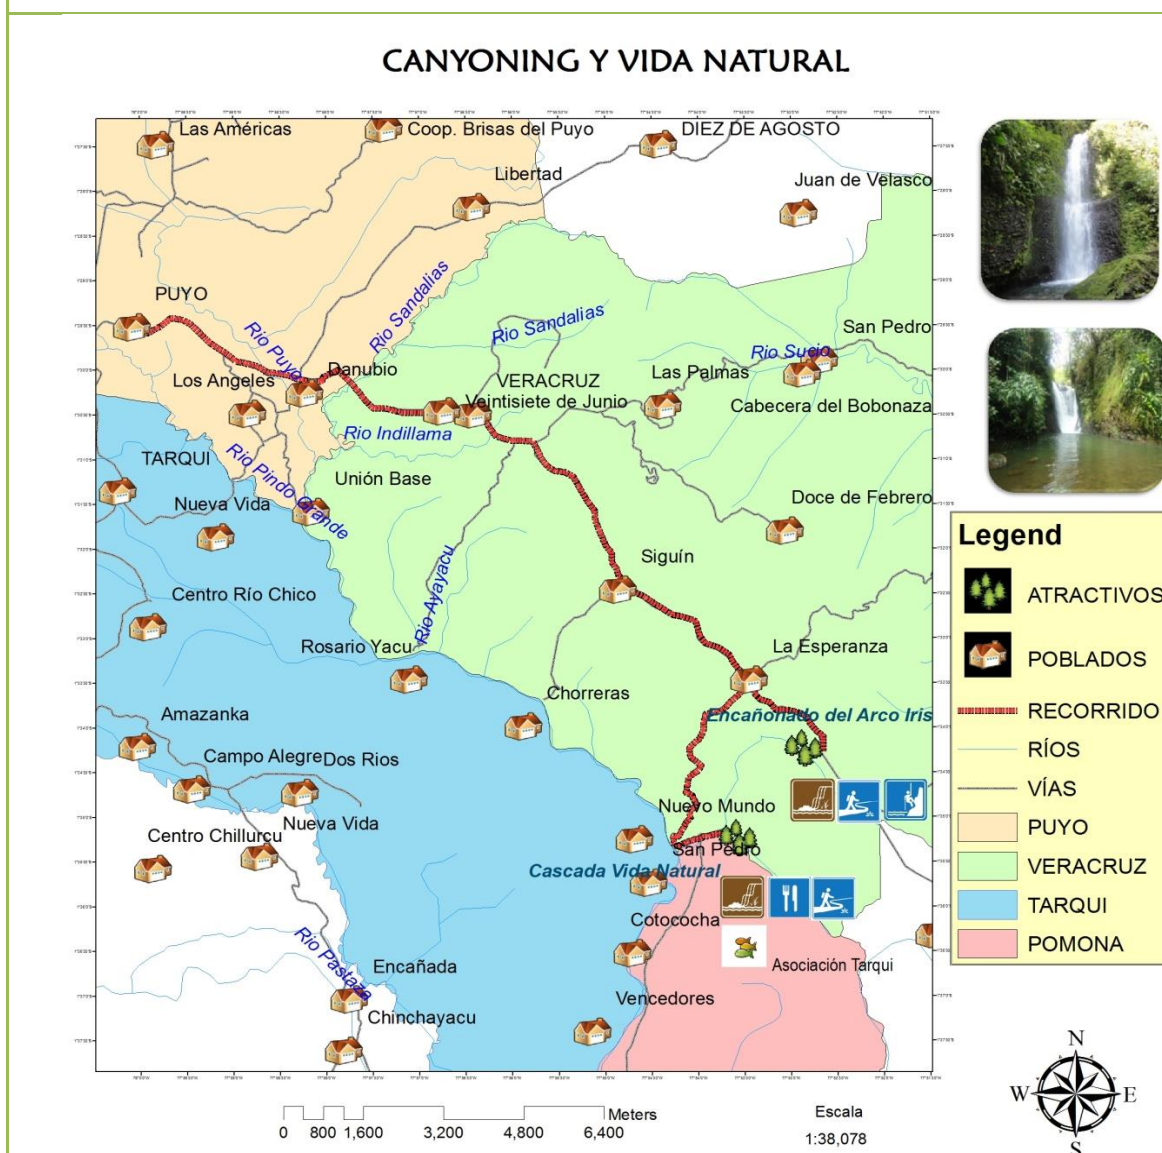 CANYONING Y VIDA NATURAL
Las Américas
Coop. Brisas del Puyo
DIEZ DE AGOSTO
Libertad
Juan de Velasco
PUYO
Rio Sandalias
Rio Puyo
Rio Sandalias
San Pedro
Rio Sucio
Los Angeles
Danubio
VERACRUZ
Las Palmas
Veintisiete de Junio
Cabecera del Bobonaza
Rio Indillama
TARQUI
Rio Pindo Grande
Unión Base
Nueva Vida
Doce de Febrero
Siguín
Rio Ayayacu
Centro Río Chico
Rosario Yacu
La Esperanza
Chorreras
Amazanka
Encañonado del Arco Iris
Campo Alegre
Dos Rios
Nueva Vida
Nuevo Mundo
Centro Chillurcu
San Pedro
Cascada Vida Natural
Cotococha
Rio Pastaza
Encañada
Asociación Tarqui
Vencedores
Chinchayacu
Legend
ATRACTIVOS
POBLADOS
RECORRIDO
RÍOS
VÍAS
PUYO
VERACRUZ
TARQUI
POMONA
N
W E
S
Meters
0 800 1,600 3,200 4,800 6,400
Escala
1:38,078